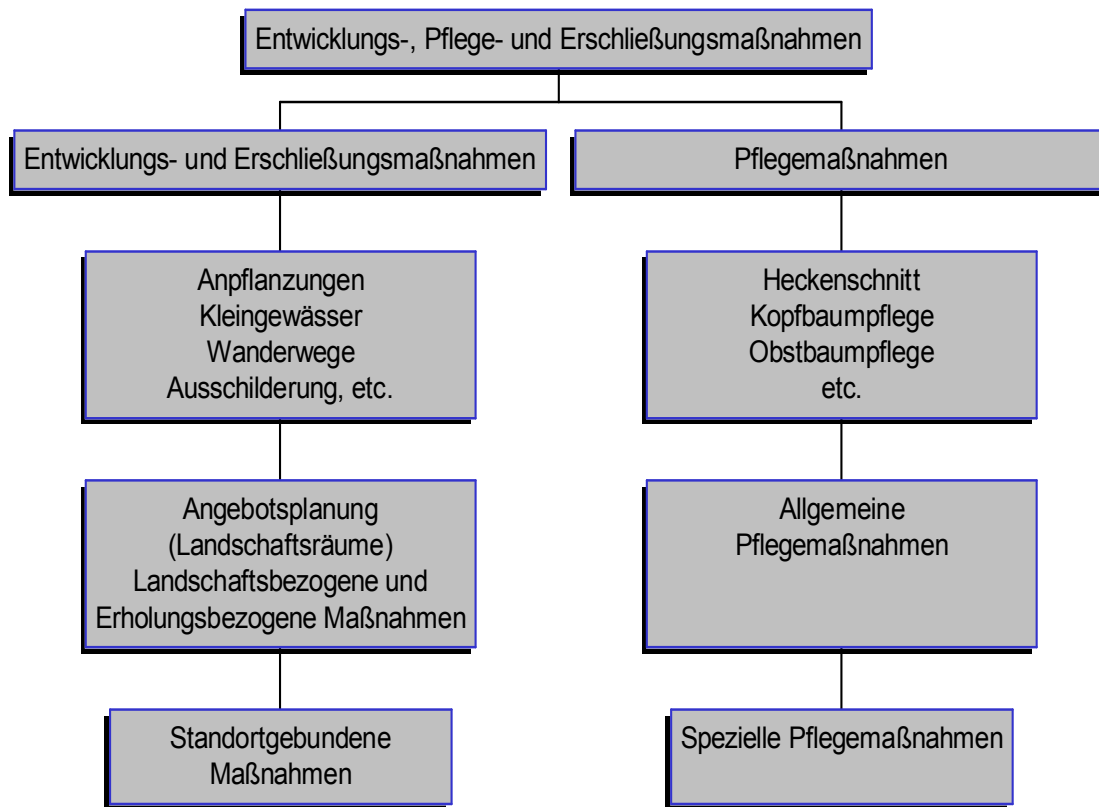 Entwicklungs-, Pflege- und Erschließungsmaßnahmen
Entwicklungs- und Erschließungsmaßnahmen
Pflegemaßnahmen
Anpflanzungen
Kleingewässer
Wanderwege
Ausschilderung, etc.
Heckenschnitt
Kopfbaumpflege
Obstbaumpflege
etc.
Angebotsplanung
(Landschaftsräume)
Landschaftsbezogene und
Erholungsbezogene Maßnahmen
Allgemeine
Pflegemaßnahmen
Standortgebundene
Maßnahmen
Spezielle Pflegemaßnahmen